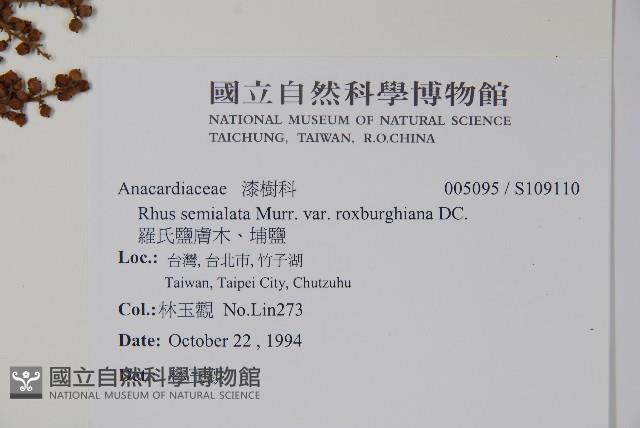 國立自然科學博物館
NATIONAL MUSEUM OF NATURAL SCIENCE
TAICHUNG, TAIWAN, R.O.CHINA
Anacardiaceae 漆樹科 005095 / S109110
Rhus semialata Murr. var. roxburghiana DC.
羅氏鹽膚木、埔鹽
Loc.: 台灣, 台北市, 竹子湖
Taiwan, Taipei City, Chutzuhu
Col.: 林玉觀 No.Lin273
Date: October 22 , 1994
Det.:
國立自然科學博物館
NATIONAL MUSEUM OF NATURAL SCIENCE